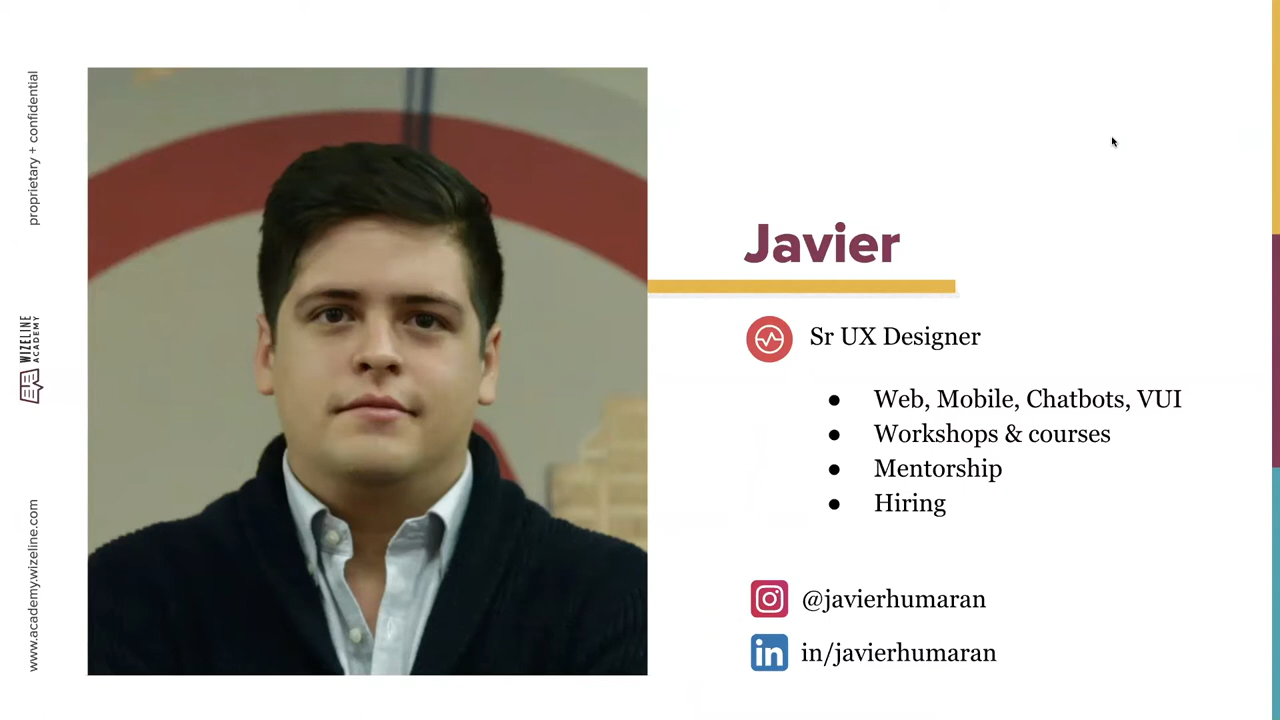 proprietary + confidential
WIZELINE
ACADEMY
www.academy.wizeline.com
Javier
Sr UX Designer
● Web, Mobile, Chatbots, VUI
● Workshops & courses
● Mentorship
● Hiring
@javierhumaran
in
in/javierhumaran